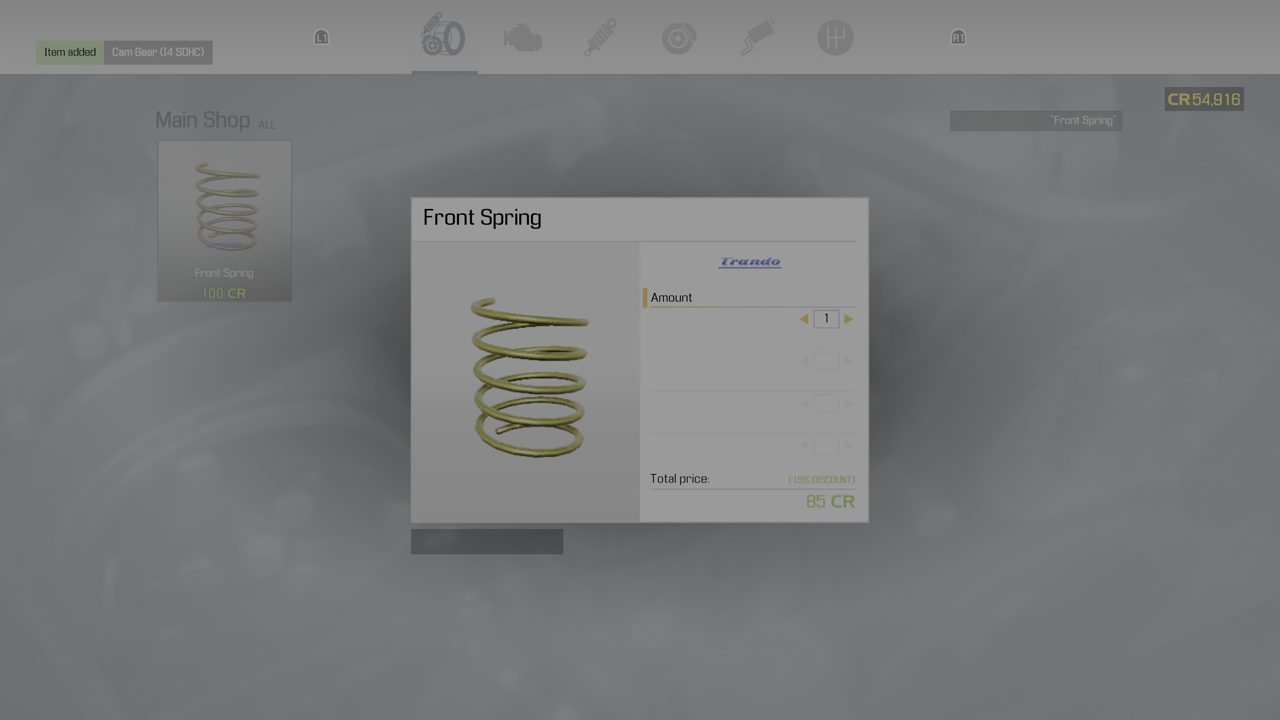 L1
R1
Item added Cam Gear (I4 SOHC)
CR 54,916
Main Shop ALL
"Front Spring"
Front Spring
100 CR
Front Spring
Trando
Amount
1
Total price: (15% DISCOUNT)
85 CR